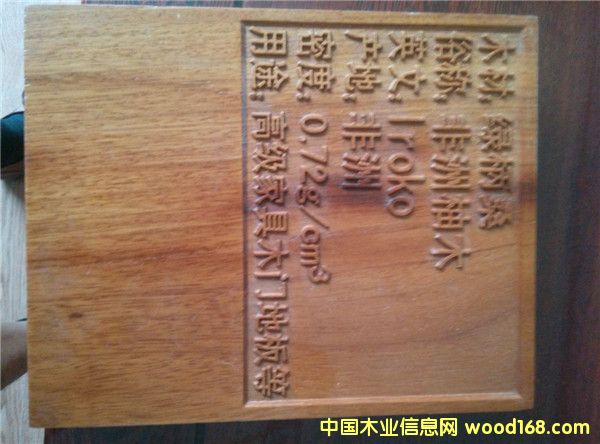 木材：绿柄桑
俗称：非洲柚木
英文：Iroko
产地：非洲
密度：0.72g/cm³
用途：高级家具木门地板等
中国木业信息网 wood168.com